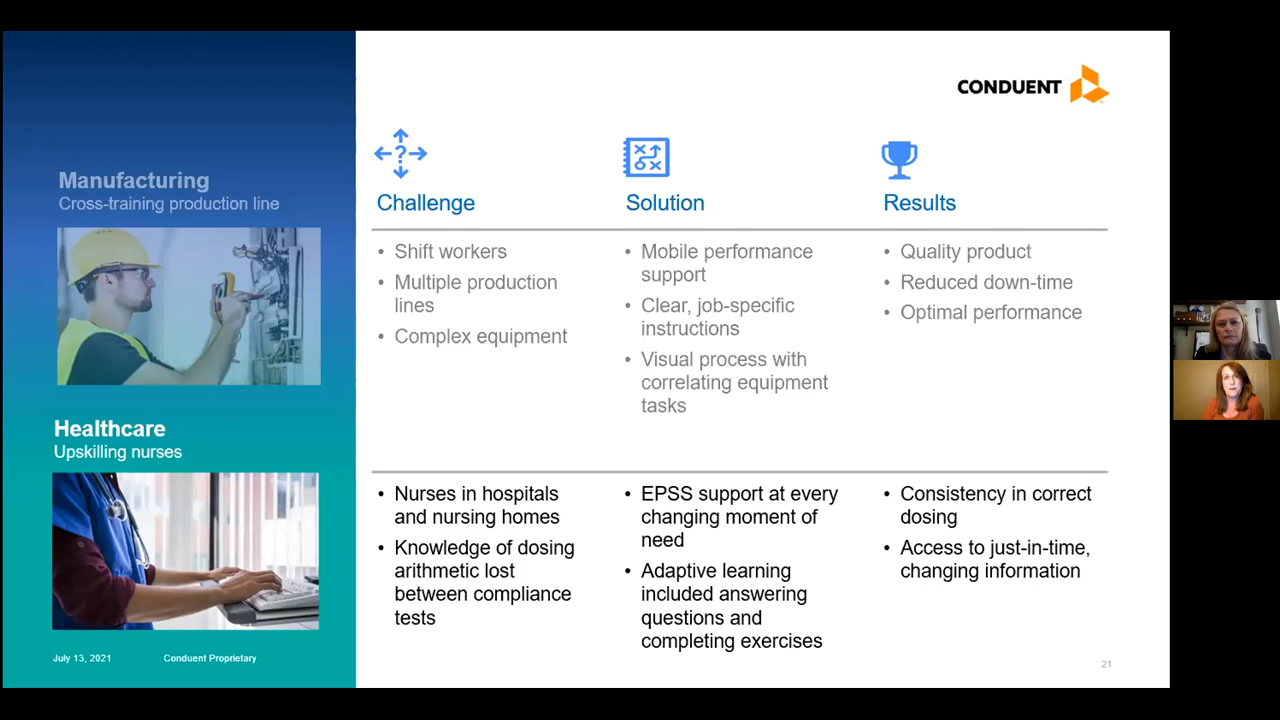 CONDUENT
Manufacturing
Cross-training production line
?
Challenge
Solution
Results
• Shift workers
• Multiple production
lines
• Complex equipment
• Mobile performance
support
• Clear, job-specific
instructions
• Visual process with
correlating equipment
tasks
• Quality product
• Reduced down-time
• Optimal performance
Healthcare
Upskilling nurses
• Nurses in hospitals
and nursing homes
• Knowledge of dosing
arithmetic lost
between compliance
tests
• EPSS support at every
changing moment of
need
• Adaptive learning
included answering
questions and
completing exercises
• Consistency in correct
dosing
• Access to just-in-time,
changing information
July 13, 2021
Conduent Proprietary
21